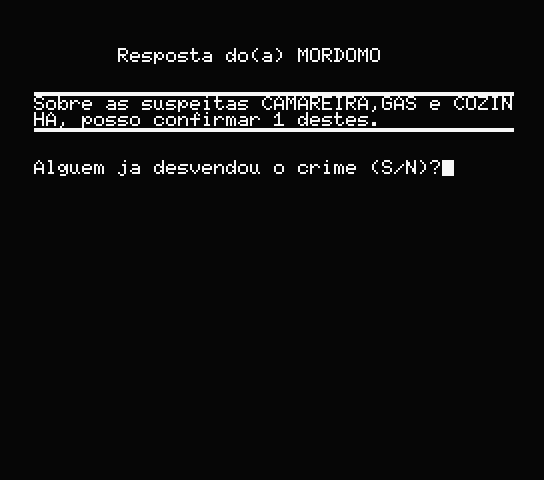 Resposta do(a) MORDOMO
Sobre as suspeitas CAMAREIRA,GAS e COZIN
HA, posso confirmar 1 destes.
Alguem ja desvendou o crime (S/N)?